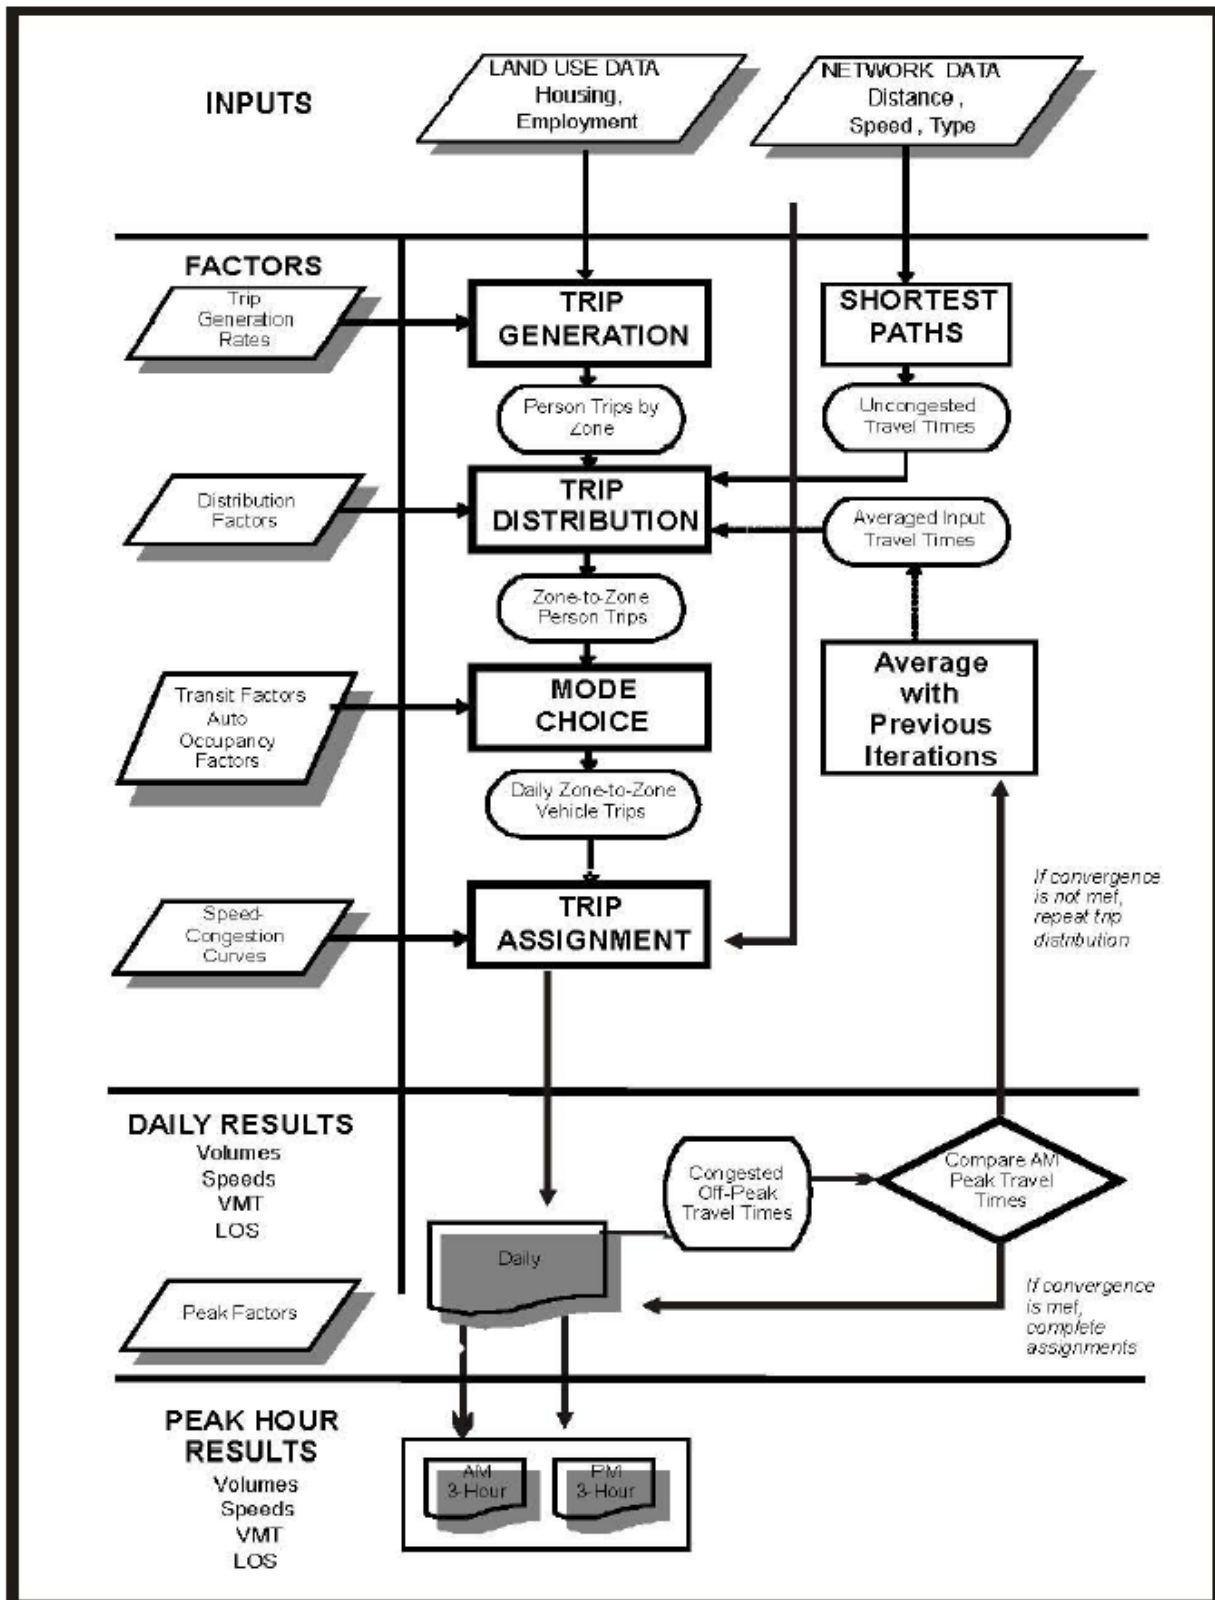 INPUTS
LAND USE DATA
Housing,
Employment
NETWORK DATA
Distance ,
Speed , Type
FACTORS
Trip
Generation
Rates
TRIP
GENERATION
SHORTEST
PATHS
Person Trips by
Zone
Uncongested
Travel Times
Distribution
Factors
TRIP
DISTRIBUTION
Averaged Input
Travel Times
Zone-to-Zone
Person Trips
Transit Factors
Auto
Occupancy
Factors
MODE
CHOICE
Average
with
Previous
Iterations
Daily Zone-to-Zone
Vehicle Trips
Speed-
Congestion
Curves
TRIP
ASSIGNMENT
If convergence
is not met,
repeat trip
distribution
DAILY RESULTS
Volumes
Speeds
VMT
LOS
Congested
Off-Peak
Travel Times
Compare AM
Peak Travel
Times
Daily
Peak Factors
If convergence
is met,
complete
assignments
PEAK HOUR
RESULTS
Volumes
Speeds
VMT
LOS
AM
3-Hour
PM
3-Hour